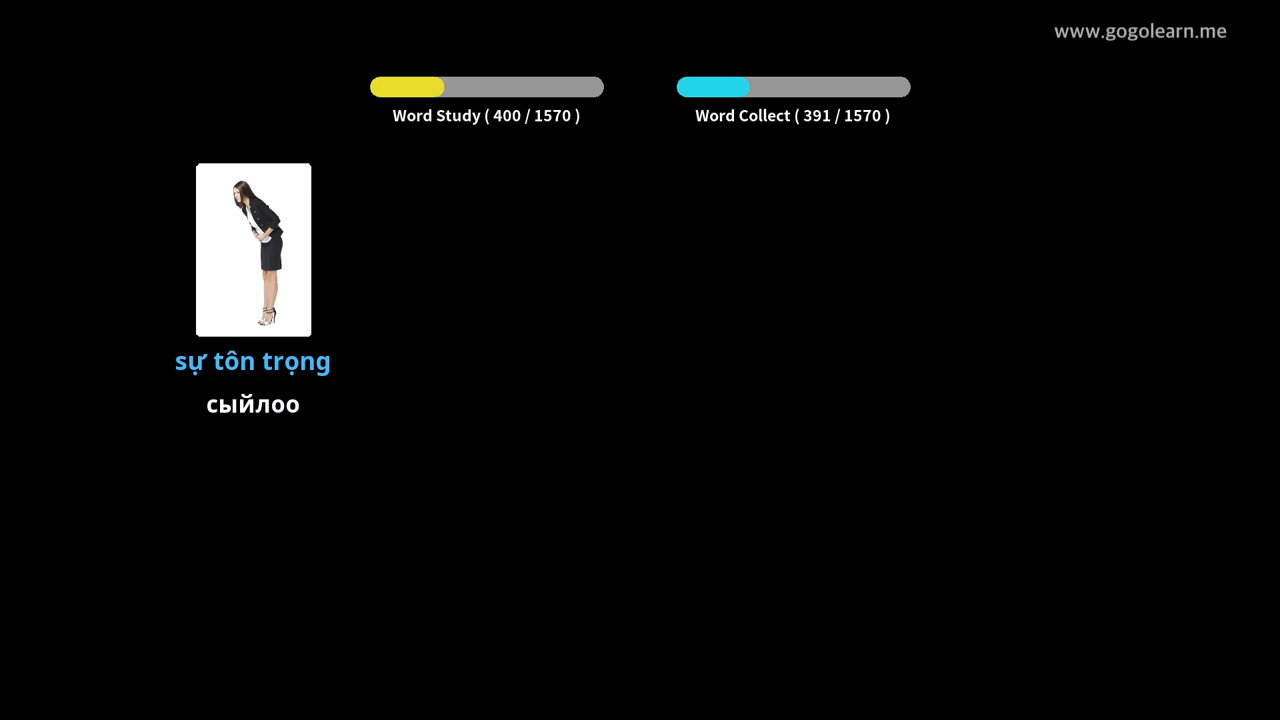 www.gogolearn.me
Word Study ( 400 / 1570 )
Word Collect ( 391 / 1570 )
sự tôn trọng
сыйлоо